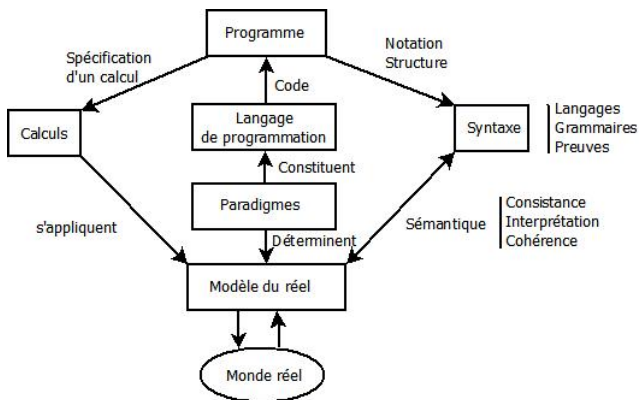 Programme
Spécification
d'un calcul
Notation
Structure
Code
Calculs
Langage
de programmation
Syntaxe
Langages
Grammaires
Preuves
Constituent
Paradigmes
s'appliquent
Déterminent
Sémantique
Consistance
Interprétation
Cohérence
Modèle du réel
Monde réel